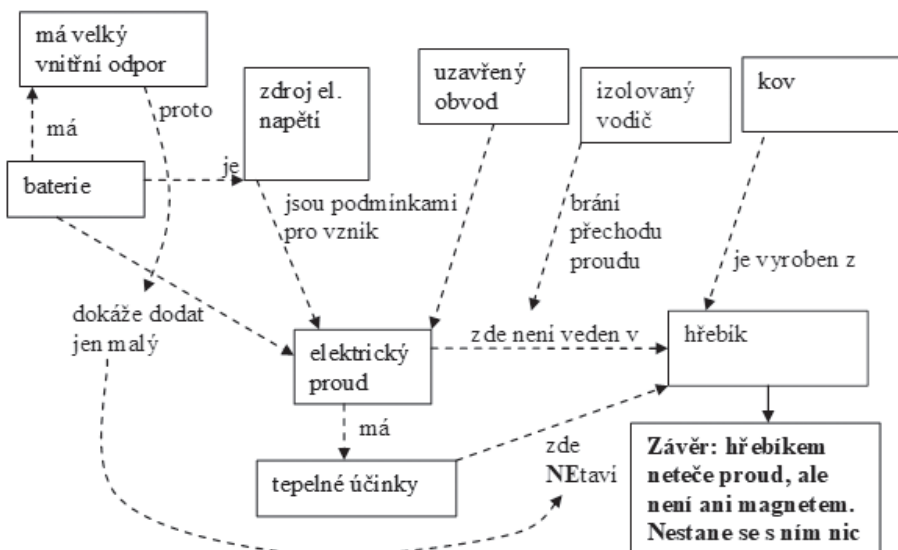 má velký
vnitřní odpor
proto
má
baterie
je
zdroj el.
napětí
uzavřený
obvod
izolovaný
vodič
kov
jsou podmínkami
pro vznik
brání
přechodu
proudu
je vyroben z
dokáže dodat
jen malý
elektrický
proud
zde není veden v
hřebík
má
tepelné účinky
zde
NEtaví
Závěr: hřebíkem
neteče proud, ale
není ani magnetem.
Nestane se s ním nic